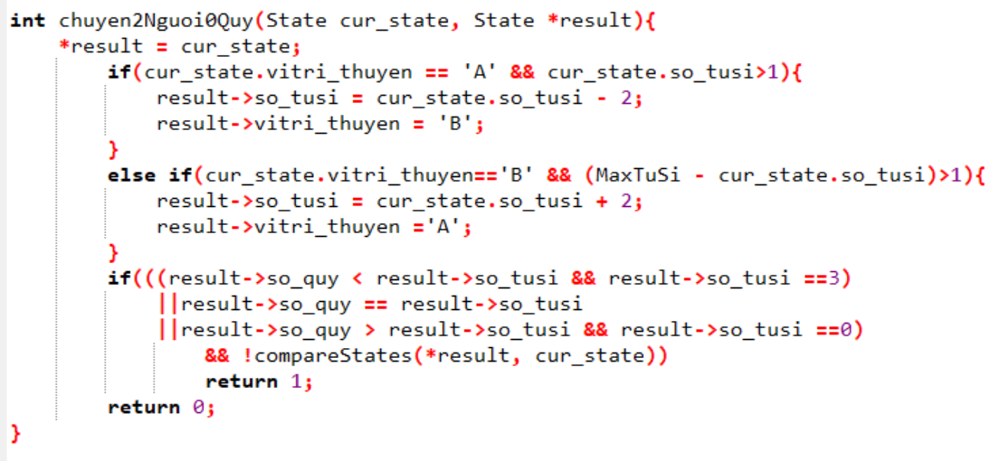 int chuyen2Nguoi0Quy(State cur_state, State *result){
    *result = cur_state;
        if(cur_state.vitri_thuyen == 'A' && cur_state.so_tusi>1){
            result->so_tusi = cur_state.so_tusi - 2;
            result->vitri_thuyen = 'B';
        }
        else if(cur_state.vitri_thuyen=='B' && (MaxTuSi - cur_state.so_tusi)>1){
            result->so_tusi = cur_state.so_tusi + 2;
            result->vitri_thuyen ='A';
        }
        if(((result->so_quy < result->so_tusi && result->so_tusi ==3)
            ||result->so_quy == result->so_tusi
            ||result->so_quy > result->so_tusi && result->so_tusi ==0)
                && !compareStates(*result, cur_state))
                return 1;
        return 0;
}